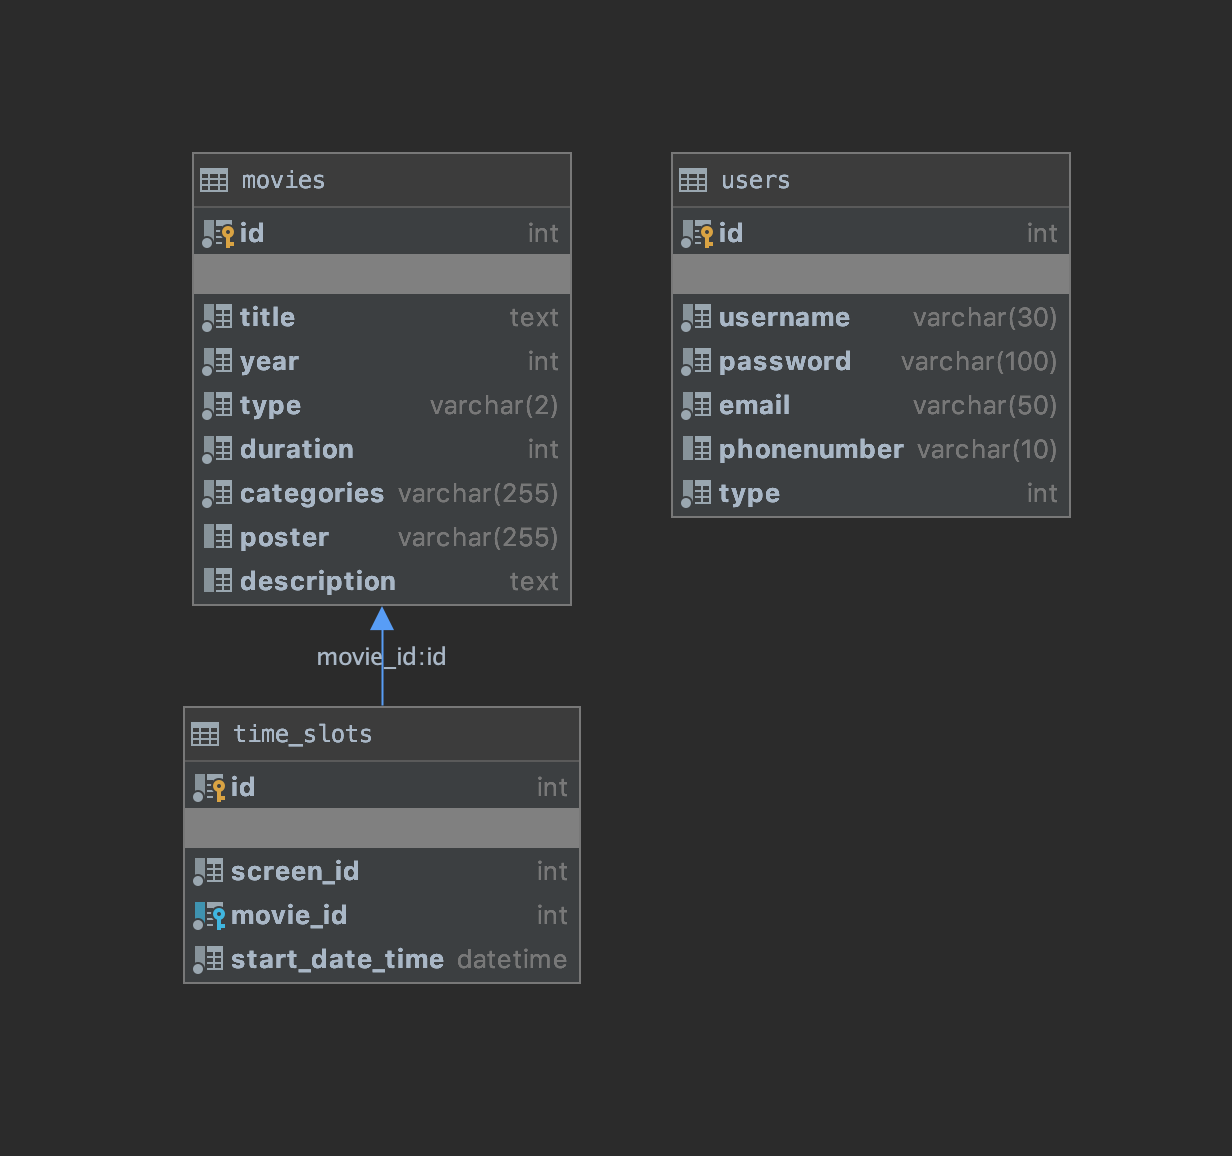 movies
id int
title text
year int
type varchar(2)
duration int
categories varchar(255)
poster varchar(255)
description text
users
id int
username varchar(30)
password varchar(100)
email varchar(50)
phonenumber varchar(10)
type int
movie_id:id
time_slots
id int
screen_id int
movie_id int
start_date_time datetime